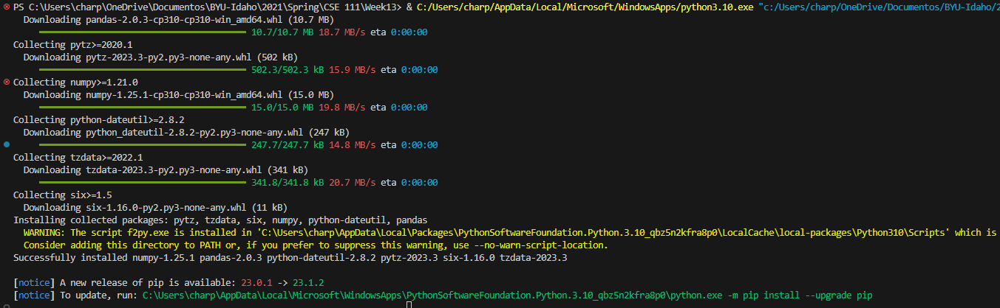 PS C:\Users\charp\OneDrive\Documentos\BYU-Idaho\2021\Spring\CSE 111\Week13> & C:/Users/charp/AppData/Local/Microsoft/WindowsApps/python3.10.exe "c:/Users/charp/OneDrive/Documentos/BYU-Idaho/2
Downloading pandas-2.0.3-cp310-cp310-win_amd64.whl (10.7 MB)
10.7/10.7 MB 18.7 MB/s eta 0:00:00
Collecting pytz>=2020.1
Downloading pytz-2023.3-py2.py3-none-any.whl (502 kB)
502.3/502.3 kB 15.9 MB/s eta 0:00:00
Collecting numpy>=1.21.0
Downloading numpy-1.25.1-cp310-cp310-win_amd64.whl (15.0 MB)
15.0/15.0 MB 19.8 MB/s eta 0:00:00
Collecting python-dateutil>=2.8.2
Downloading python_dateutil-2.8.2-py2.py3-none-any.whl (247 kB)
247.7/247.7 kB 14.8 MB/s eta 0:00:00
Collecting tzdata>=2022.1
Downloading tzdata-2023.3-py2.py3-none-any.whl (341 kB)
341.8/341.8 kB 20.7 MB/s eta 0:00:00
Collecting six>=1.5
Downloading six-1.16.0-py2.py3-none-any.whl (11 kB)
Installing collected packages: pytz, tzdata, six, numpy, python-dateutil, pandas
WARNING: The script f2py.exe is installed in 'C:\Users\charp\AppData\Local\Packages\PythonSoftwareFoundation.Python.3.10_qbz5n2kfra8p0\LocalCache\local-packages\Python310\Scripts' which is
Consider adding this directory to PATH or, if you prefer to suppress this warning, use --no-warn-script-location.
Successfully installed numpy-1.25.1 pandas-2.0.3 python-dateutil-2.8.2 pytz-2023.3 six-1.16.0 tzdata-2023.3
[notice] A new release of pip is available: 23.0.1 -> 23.1.2
[notice] To update, run: C:\Users\charp\AppData\Local\Microsoft\WindowsApps\PythonSoftwareFoundation.Python.3.10_qbz5n2kfra8p0\python.exe -m pip install --upgrade pip